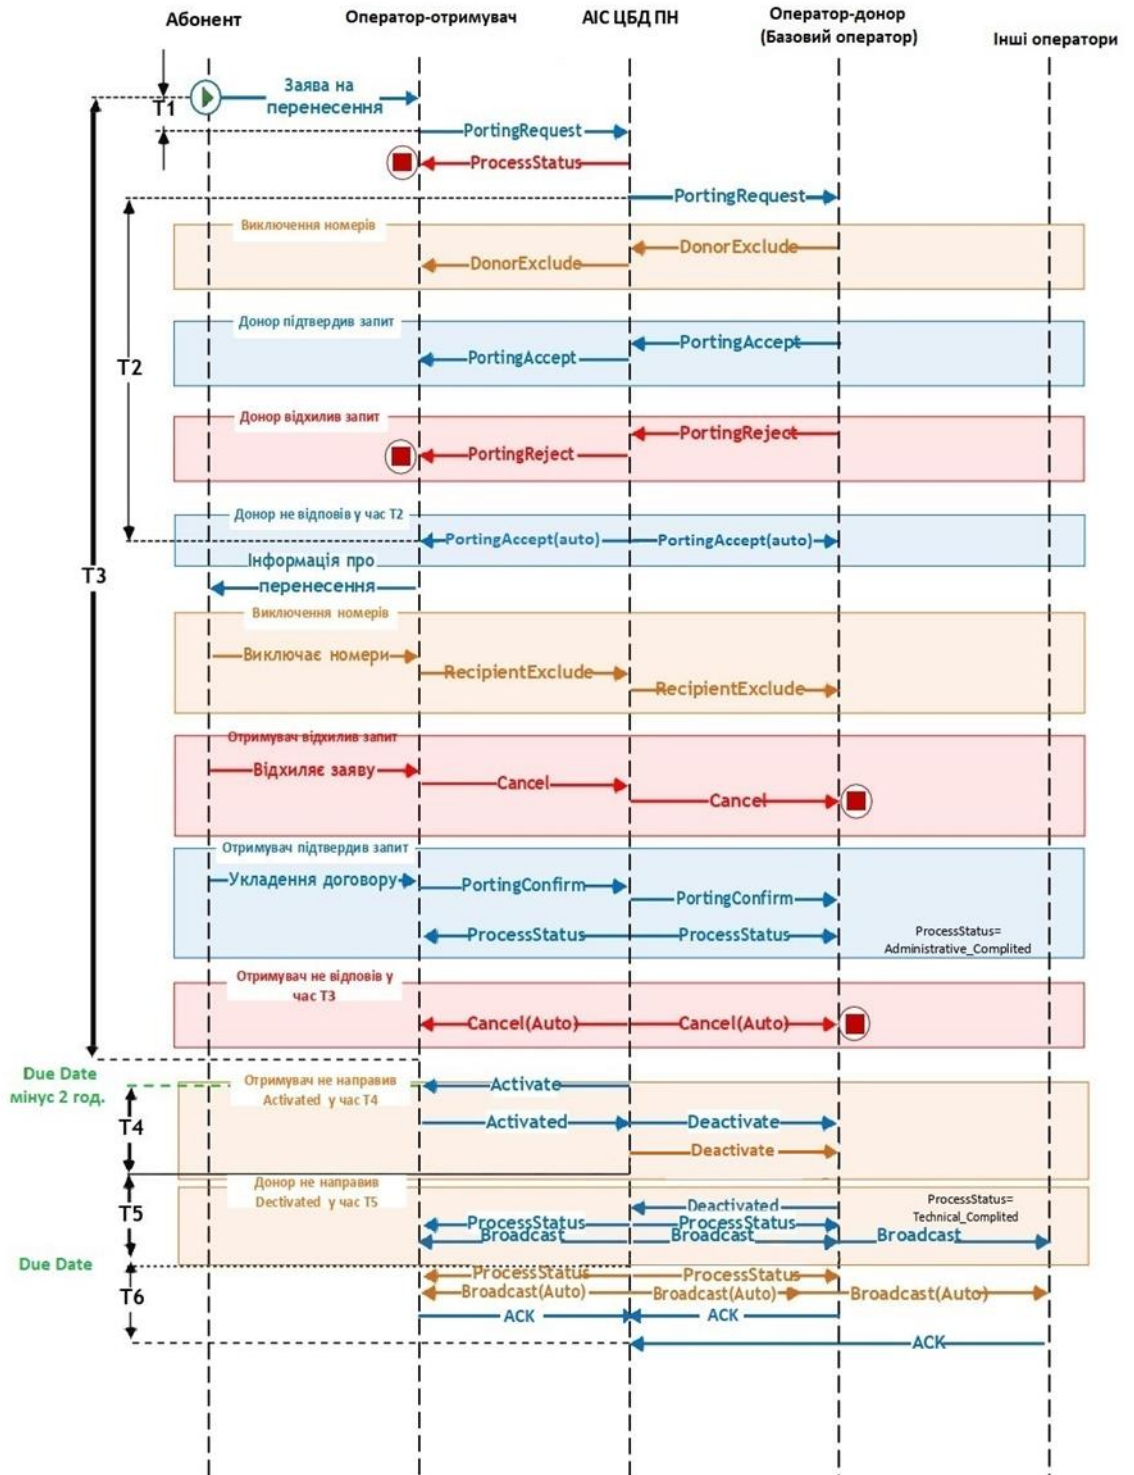 Абонент
Оператор-отримувач
АІС ЦБД ПН
Оператор-донор
(Базовий оператор)
Інші оператори
Заява на
перенесення
T1
PortingRequest
ProcessStatus
PortingRequest
Виключення номерів
DonorExclude
DonorExclude
Донор підтвердив запит
PortingAccept
PortingAccept
T2
Донор відхилив запит
PortingReject
PortingReject
Донор не відповів у час Т2
PortingAccept(auto)
PortingAccept(auto)
Інформація про
перенесення
T3
Виключення номерів
Виключає номери
RecipientExclude
RecipientExclude
Отримувач відхилив запит
Відхиляє заяву
Cancel
Cancel
Отримувач підтвердив запит
Укладення договору
PortingConfirm
PortingConfirm
ProcessStatus
ProcessStatus
ProcessStatus=
Administrative_Complited
Отримувач не відповів у
час Т3
Cancel(Auto)
Cancel(Auto)
Due Date
мінус 2 год.
Отримувач не направив
Activated у час Т4
Activate
T4
Activated
Deactivate
Deactivate
Донор не направив
Dectivated у час Т5
T5
Deactivated
ProcessStatus=
Technical_Complited
ProcessStatus
ProcessStatus
Broadcast
Broadcast
Broadcast
Due Date
T6
ProcessStatus
ProcessStatus
Broadcast(Auto)
Broadcast(Auto)
Broadcast(Auto)
ACK
ACK
ACK